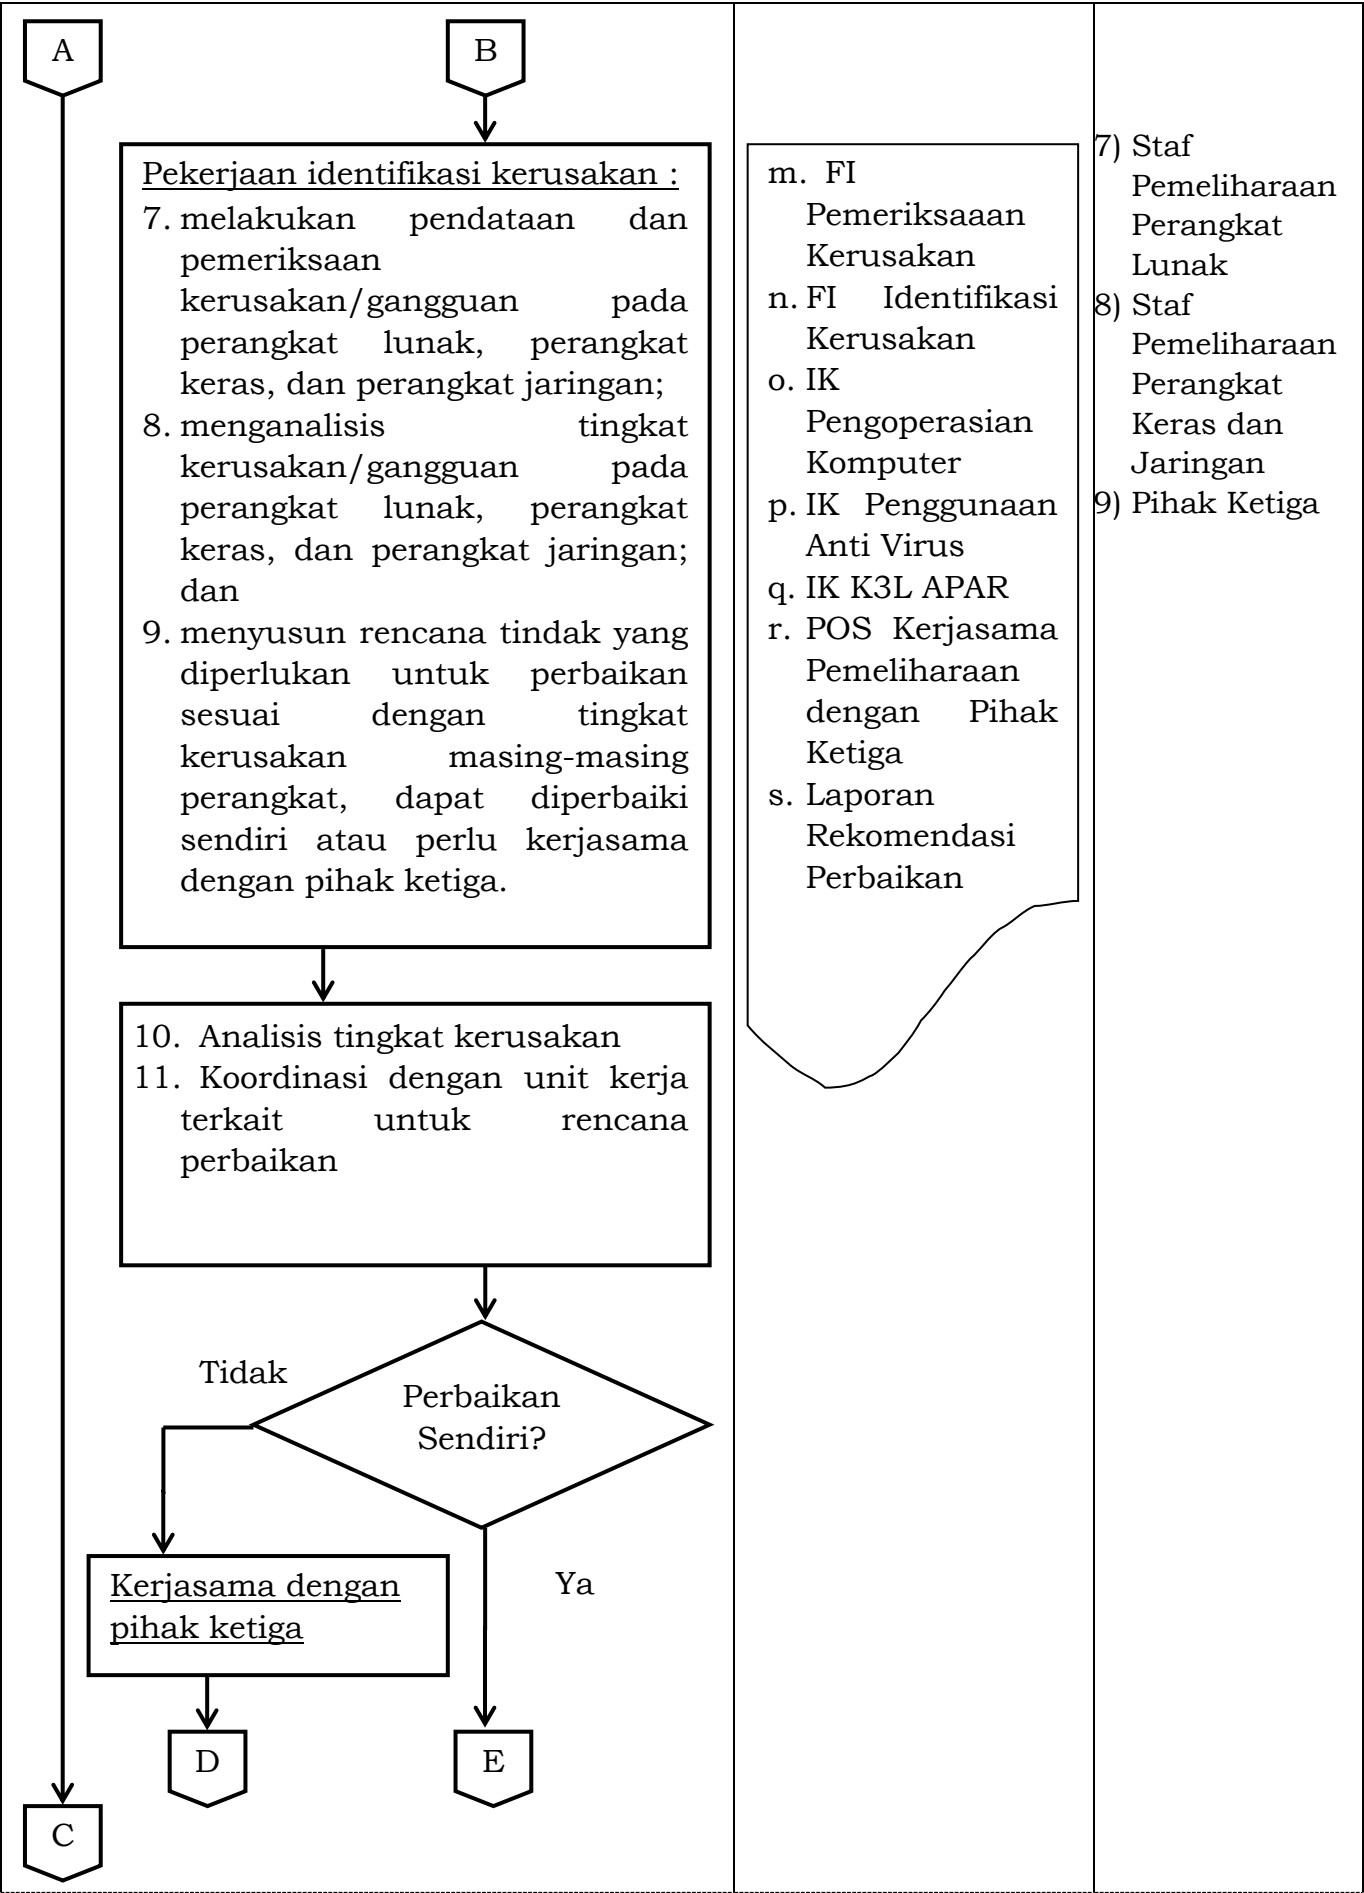 A
B
Pekerjaan identifikasi kerusakan :
7. melakukan pendataan dan
pemeriksaan
kerusakan/gangguan pada
perangkat lunak, perangkat
keras, dan perangkat jaringan;
8. menganalisis tingkat
kerusakan/gangguan pada
perangkat lunak, perangkat
keras, dan perangkat jaringan;
dan
9. menyusun rencana tindak yang
diperlukan untuk perbaikan
sesuai dengan tingkat
kerusakan masing-masing
perangkat, dapat diperbaiki
sendiri atau perlu kerjasama
dengan pihak ketiga.
m. FI
Pemeriksaaan
Kerusakan
n. FI Identifikasi
Kerusakan
o. IK
Pengoperasian
Komputer
p. IK Penggunaan
Anti Virus
q. IK K3L APAR
r. POS Kerjasama
Pemeliharaan
dengan Pihak
Ketiga
s. Laporan
Rekomendasi
Perbaikan
7) Staf
Pemeliharaan
Perangkat
Lunak
8) Staf
Pemeliharaan
Perangkat
Keras dan
Jaringan
9) Pihak Ketiga
10. Analisis tingkat kerusakan
11. Koordinasi dengan unit kerja
terkait untuk rencana
perbaikan
Tidak
Perbaikan
Sendiri?
Kerjasama dengan
pihak ketiga
Ya
D
E
C